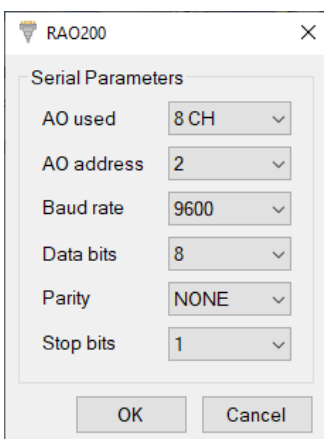 RAO200
Serial Parameters
AO used 8 CH
AO address 2
Baud rate 9600
Data bits 8
Parity NONE
Stop bits 1
OK Cancel